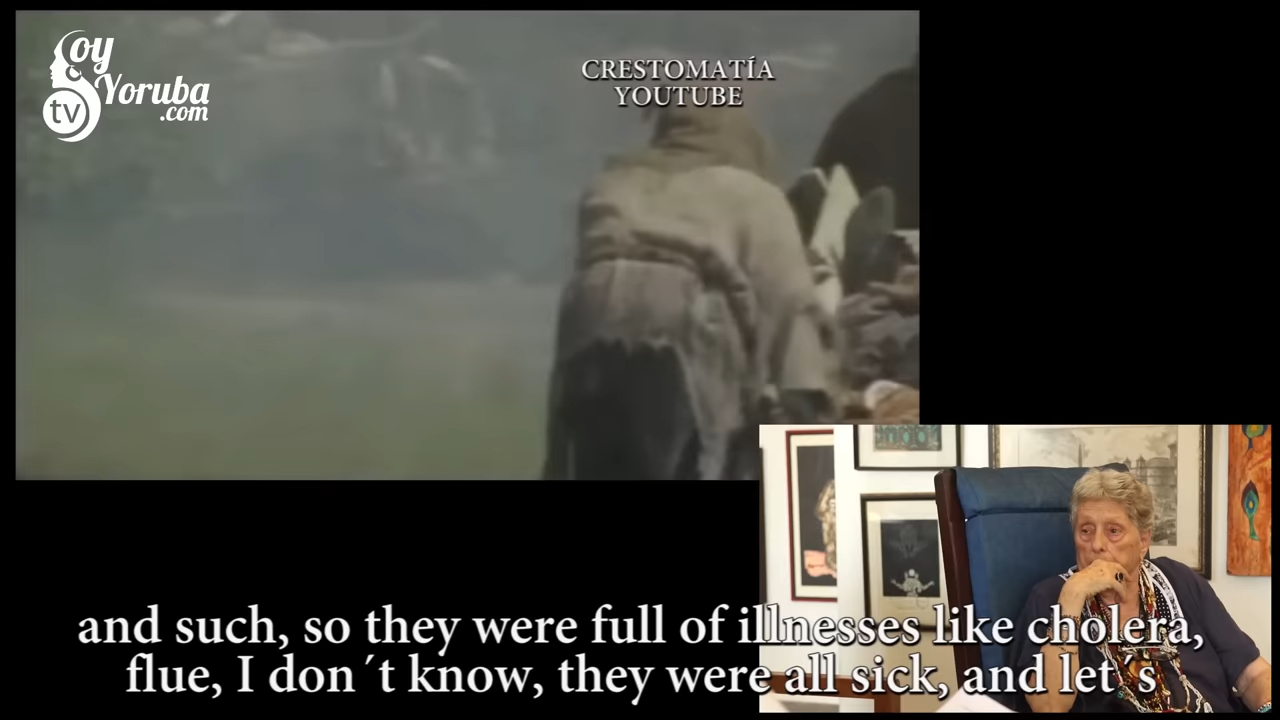 Soy
Yoruba
tv
.com
CRESTOMATÍA
YOUTUBE
and such, so they were full of illnesses like cholera,
flue, I don´t know, they were all sick, and let´s